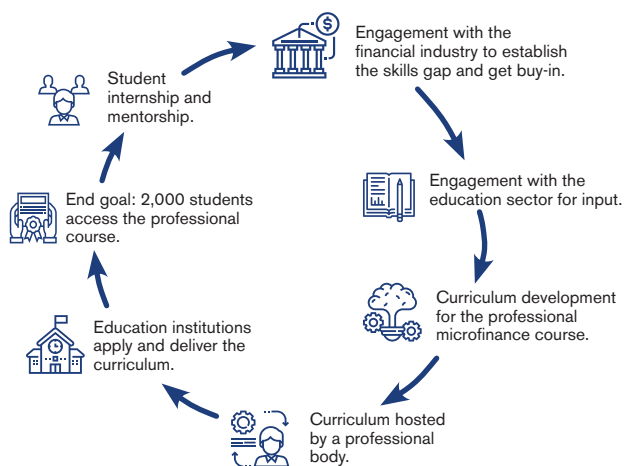 Engagement with the
financial industry to establish
the skills gap and get buy-in.
Engagement with the
education sector for input.
Curriculum development
for the professional
microfinance course.
Curriculum hosted
by a professional
body.
Education institutions
apply and deliver the
curriculum.
End goal: 2,000 students
access the professional
course.
Student
internship and
mentorship.
$